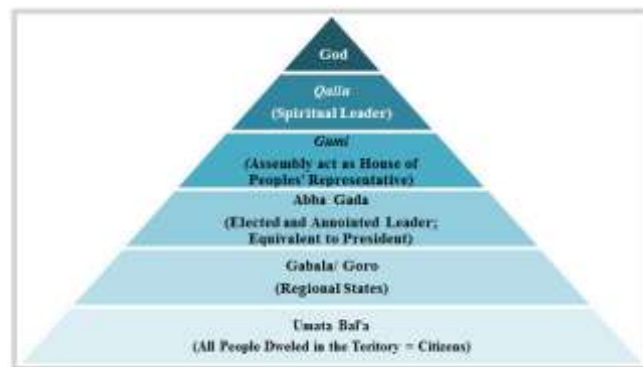 God
Qallu
(Spiritual Leader)
Gumi
(Assembly act as House of
Peoples' Representative)
Abba Gada
(Elected and Annointed Leader;
Equivalent to President)
Gabala/ Goro
(Regional States)
Umata Bal'a
(All People Dweled in the Teritory = Citizens)